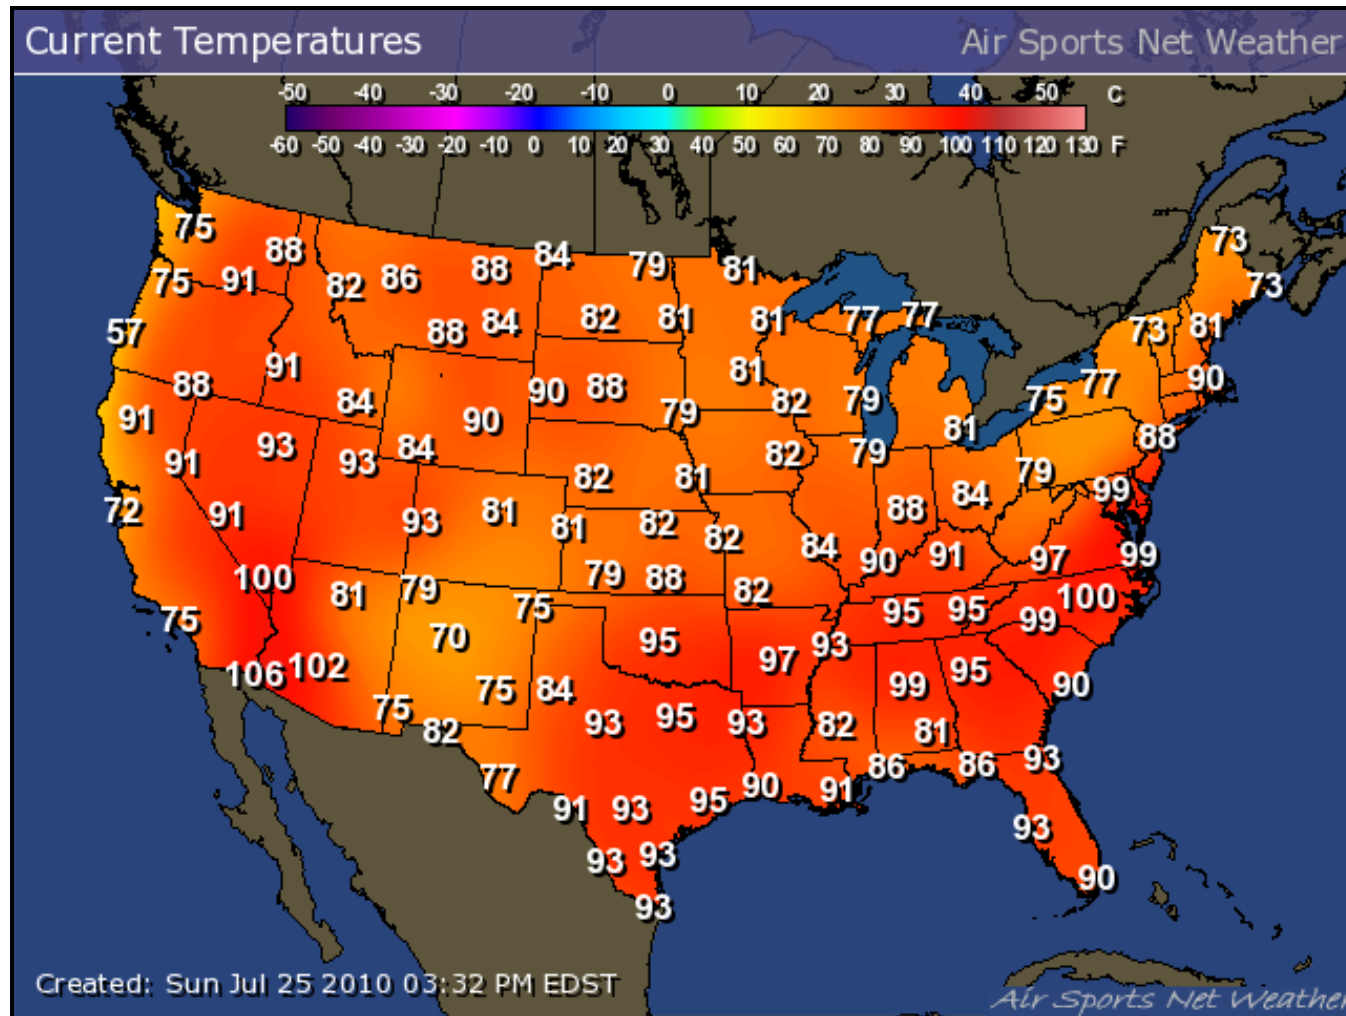 Current Temperatures Air Sports Net Weather
-50 -40 -30 -20 -10 0 10 20 30 40 50 C
-60 -50 -40 -30 -20 -10 0 10 20 30 40 50 60 70 80 90 100 110 120 130 F
75 88 84 79 81 73
75 91 82 86 88 73
57 88 84 82 81 81 77 77 73 81
88 91 84 90 88 81 82 79 75 77 90
91 93 90 79 81 88
91 93 84 82 81 82 79 79
72 91 93 81 81 82 82 84 88 84 99
100 81 79 79 88 82 90 91 97 99
75 70 75 95 97 93 95 95 99 100
106 102 75 75 84 99 95 90
82 93 95 93 82 81
77 91 93 95 90 91 86 86 93
93 93 93
93 90
Created: Sun Jul 25 2010 03:32 PM EDST
Air Sports Net Weather